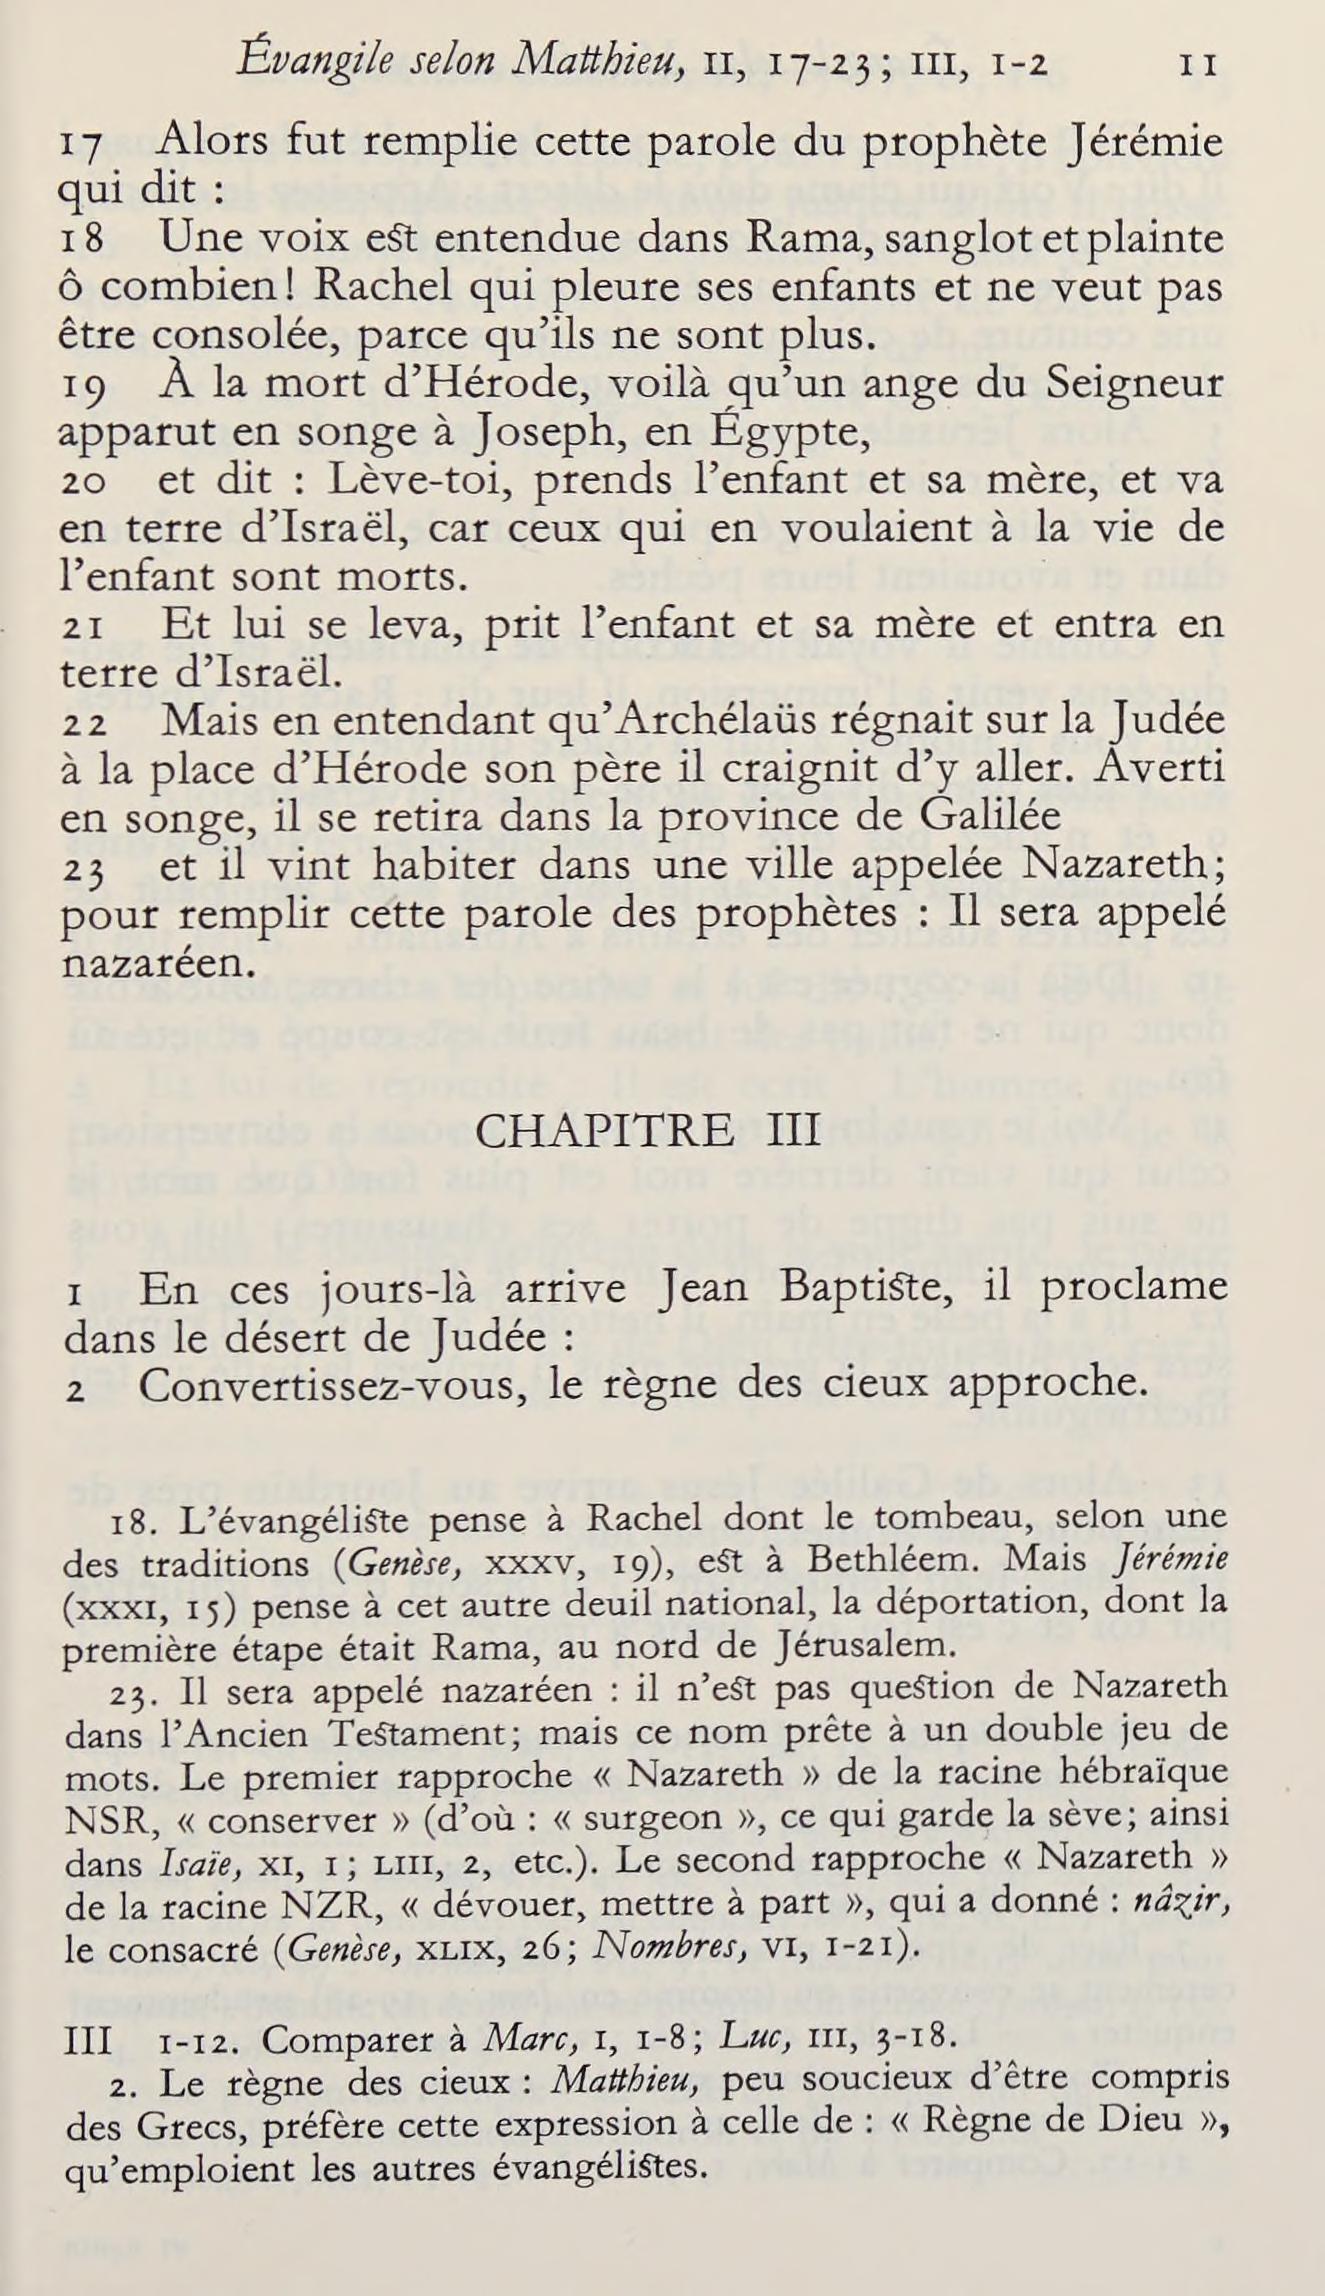 Évangile selon Matthieu, II, 17-23 ; III, 1-2 11
17 Alors fut remplie cette parole du prophète Jérémie
qui dit :
18 Une voix est entendue dans Rama, sanglot et plainte
ô combien ! Rachel qui pleure ses enfants et ne veut pas
être consolée, parce qu’ils ne sont plus.
19 À la mort d’Hérode, voilà qu’un ange du Seigneur
apparut en songe à Joseph, en Égypte,
20 et dit : Lève-toi, prends l’enfant et sa mère, et va
en terre d’Israël, car ceux qui en voulaient à la vie de
l’enfant sont morts.
21 Et lui se leva, prit l’enfant et sa mère et entra en
terre d’Israël.
22 Mais en entendant qu’Archélaüs régnait sur la Judée
à la place d’Hérode son père il craignit d’y aller. Averti
en songe, il se retira dans la province de Galilée
23 et il vint habiter dans une ville appelée Nazareth ;
pour remplir cette parole des prophètes : Il sera appelé
nazaréen.
CHAPITRE III
1 En ces jours-là arrive Jean Baptiste, il proclame
dans le désert de Judée :
2 Convertissez-vous, le règne des cieux approche.
18. L’évangéliste pense à Rachel dont le tombeau, selon une
des traditions (Genèse, XXXV, 19), est à Bethléem. Mais Jérémie
(XXXI, 15) pense à cet autre deuil national, la déportation, dont la
première étape était Rama, au nord de Jérusalem.
23. Il sera appelé nazaréen : il n’est pas question de Nazareth
dans l’Ancien Testament ; mais ce nom prête à un double jeu de
mots. Le premier rapproche « Nazareth » de la racine hébraïque
NSR, « conserver » (d’où : « surgeon », ce qui garde la sève ; ainsi
dans Isaïe, XI, 1 ; LIII, 2, etc.). Le second rapproche « Nazareth »
de la racine NZR, « dévouer, mettre à part », qui a donné : nâzir,
le consacré (Genèse, XLIX, 26 ; Nombres, VI, 1-21).
III 1-12. Comparer à Marc, I, 1-8 ; Luc, III, 3-18.
2. Le règne des cieux : Matthieu, peu soucieux d’être compris
des Grecs, préfère cette expression à celle de : « Règne de Dieu »,
qu’emploient les autres évangélistes.